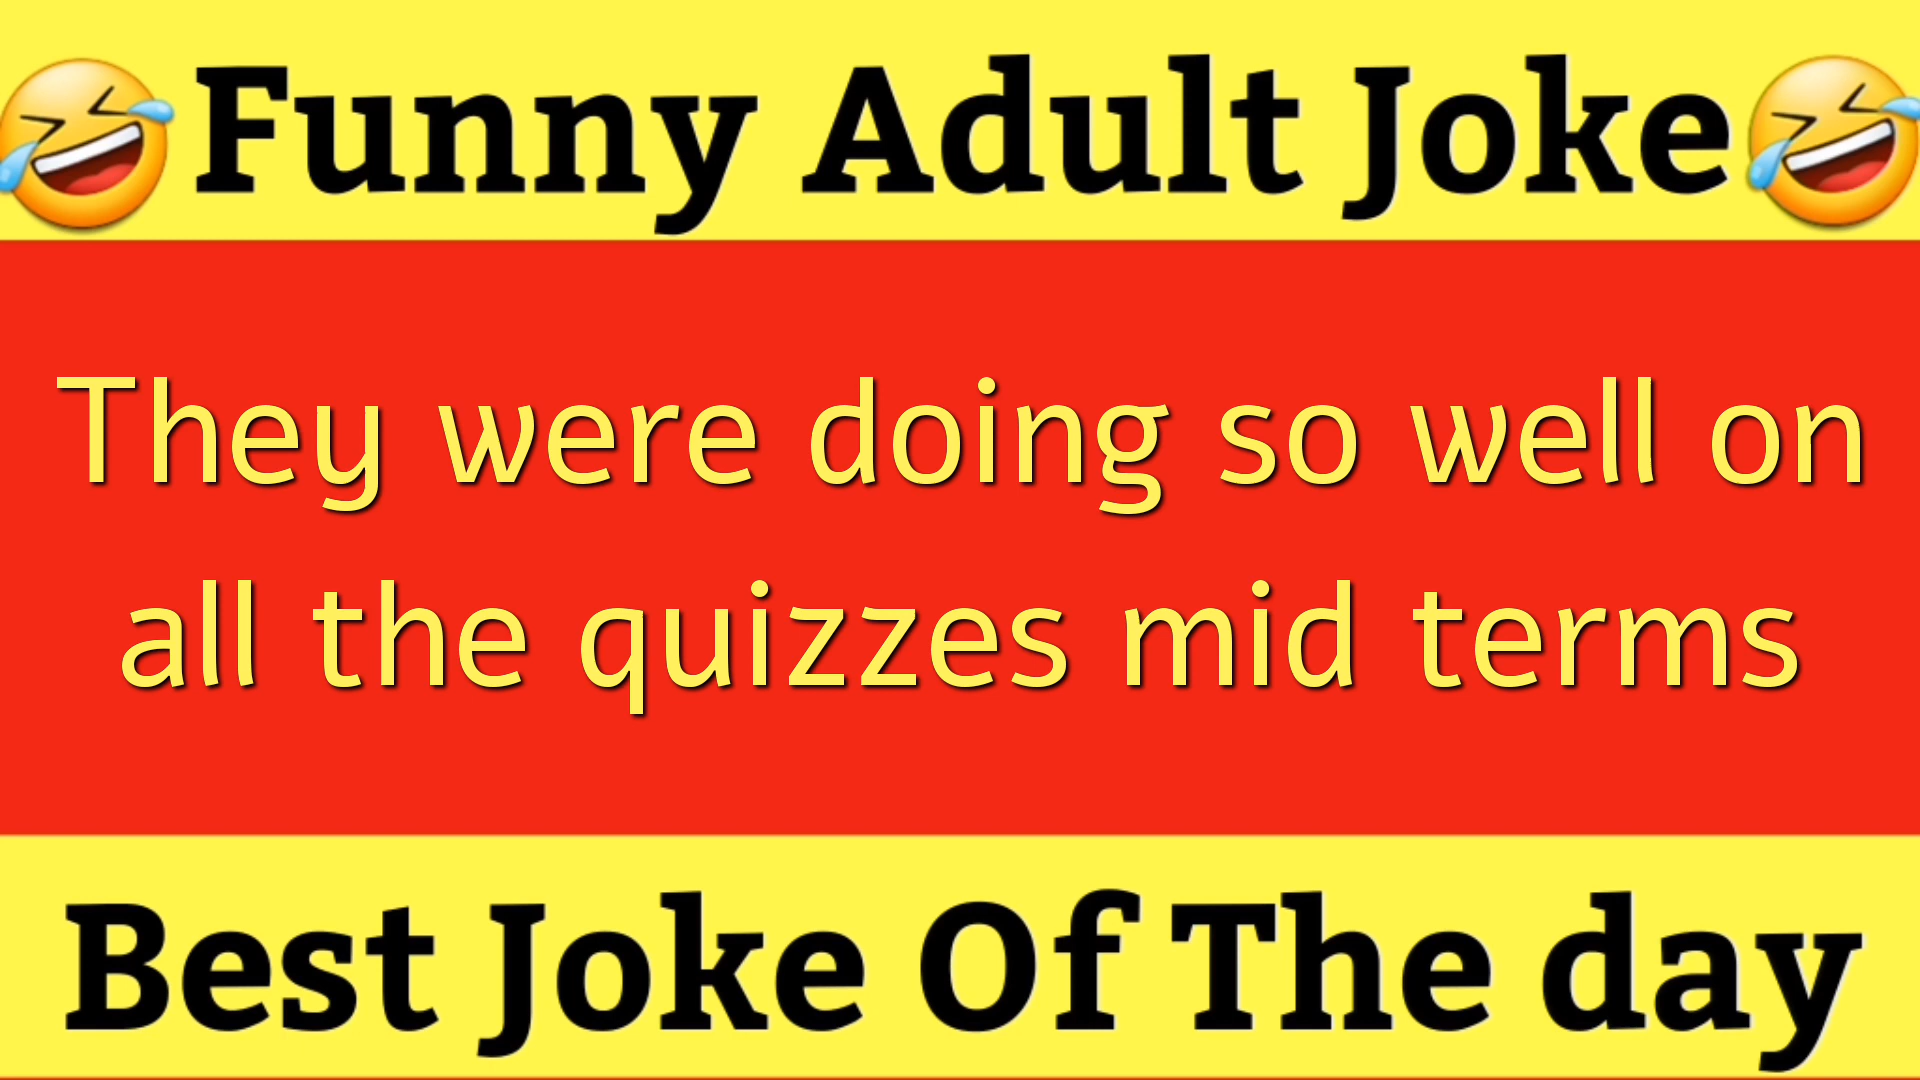 Funny Adult Joke
They were doing so well on
all the quizzes mid terms
Best Joke Of The day